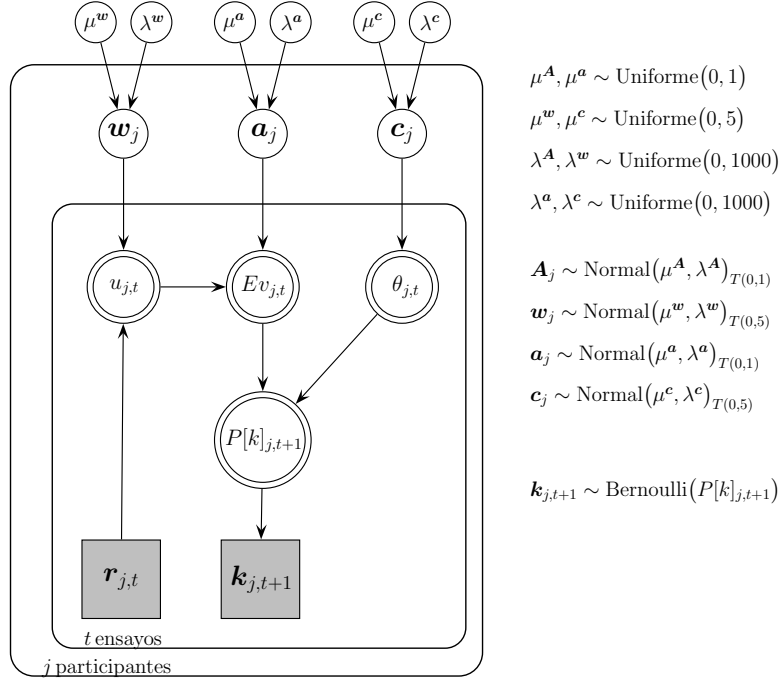 μ^w λ^w μ^a λ^a μ^c λ^c
w_j a_j c_j
u_{j,t} Ev_{j,t} θ_{j,t}
P[k]_{j,t+1}
r_{j,t} k_{j,t+1}
t ensayos
j participantes
μ^A, μ^a ∼ Uniforme(0, 1)
μ^w, μ^c ∼ Uniforme(0, 5)
λ^A, λ^w ∼ Uniforme(0, 1000)
λ^a, λ^c ∼ Uniforme(0, 1000)
A_j ∼ Normal(μ^A, λ^A)_{T(0,1)}
w_j ∼ Normal(μ^w, λ^w)_{T(0,5)}
a_j ∼ Normal(μ^a, λ^a)_{T(0,1)}
c_j ∼ Normal(μ^c, λ^c)_{T(0,5)}
k_{j,t+1} ∼ Bernoulli(P[k]_{j,t+1})